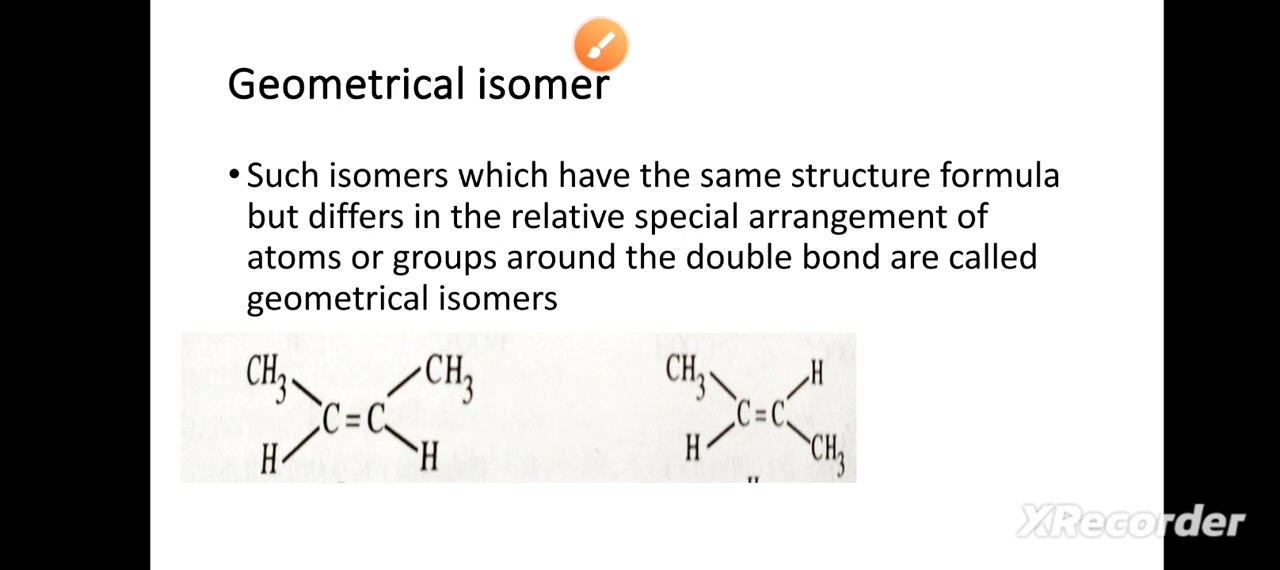 Geometrical isomer
• Such isomers which have the same structure formula
but differs in the relative special arrangement of
atoms or groups around the double bond are called
geometrical isomers
CH3 CH3 CH3 H
C=C C=C
H H H CH3
XRecorder